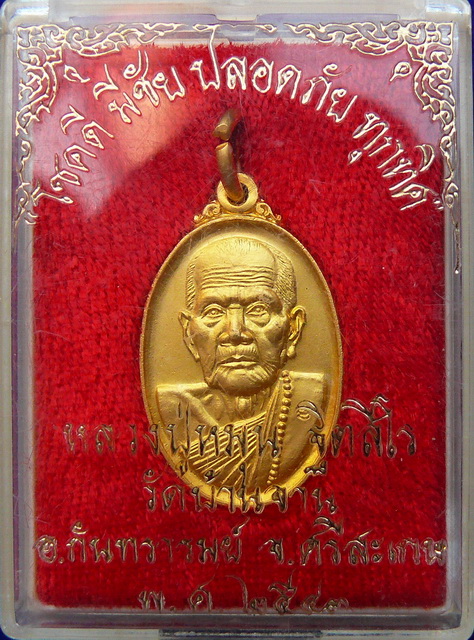 โชคดี มีชัย ปลอดภัย ทุกทิศ
หลวงปู่หมุน ฐิตสีโร
วัดบ้านจาน
อ.กันทรารมย์ จ.ศรีสะเกษ
พ.ศ.๒๕๔๓